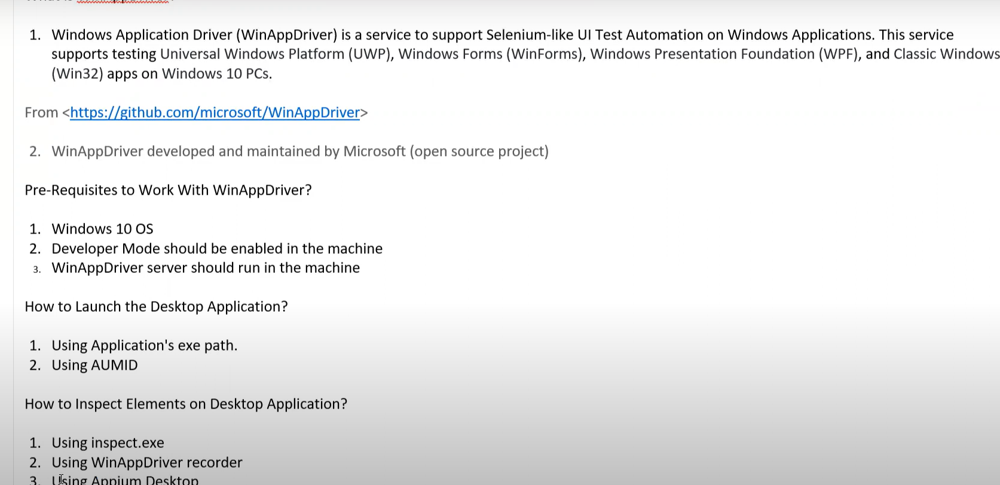 1. Windows Application Driver (WinAppDriver) is a service to support Selenium-like UI Test Automation on Windows Applications. This service
supports testing Universal Windows Platform (UWP), Windows Forms (WinForms), Windows Presentation Foundation (WPF), and Classic Windows
(Win32) apps on Windows 10 PCs.
From <https://github.com/microsoft/WinAppDriver>
2. WinAppDriver developed and maintained by Microsoft (open source project)
Pre-Requisites to Work With WinAppDriver?
1. Windows 10 OS
2. Developer Mode should be enabled in the machine
3. WinAppDriver server should run in the machine
How to Launch the Desktop Application?
1. Using Application's exe path.
2. Using AUMID
How to Inspect Elements on Desktop Application?
1. Using inspect.exe
2. Using WinAppDriver recorder
3. Using Appium Desktop